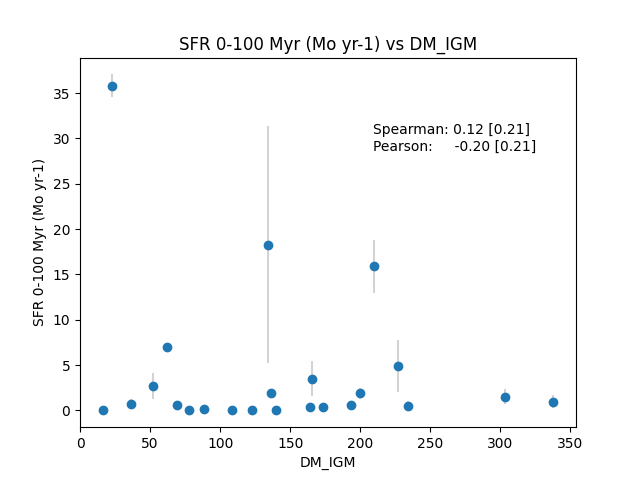 SFR 0-100 Myr (Mo yr-1) vs DM_IGM
Spearman: 0.12 [0.21]
Pearson: -0.20 [0.21]
SFR 0-100 Myr (Mo yr-1)
35
30
25
20
15
10
5
0
0 50 100 150 200 250 300 350
DM_IGM